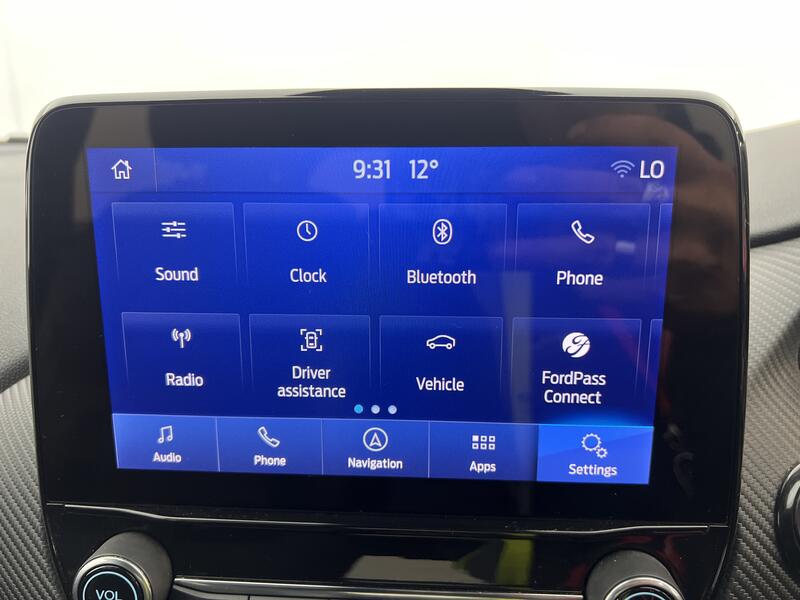 9:31 12° LO
Sound Clock Bluetooth Phone
Radio Driver assistance Vehicle FordPass Connect
Audio Phone Navigation Apps Settings
VOL